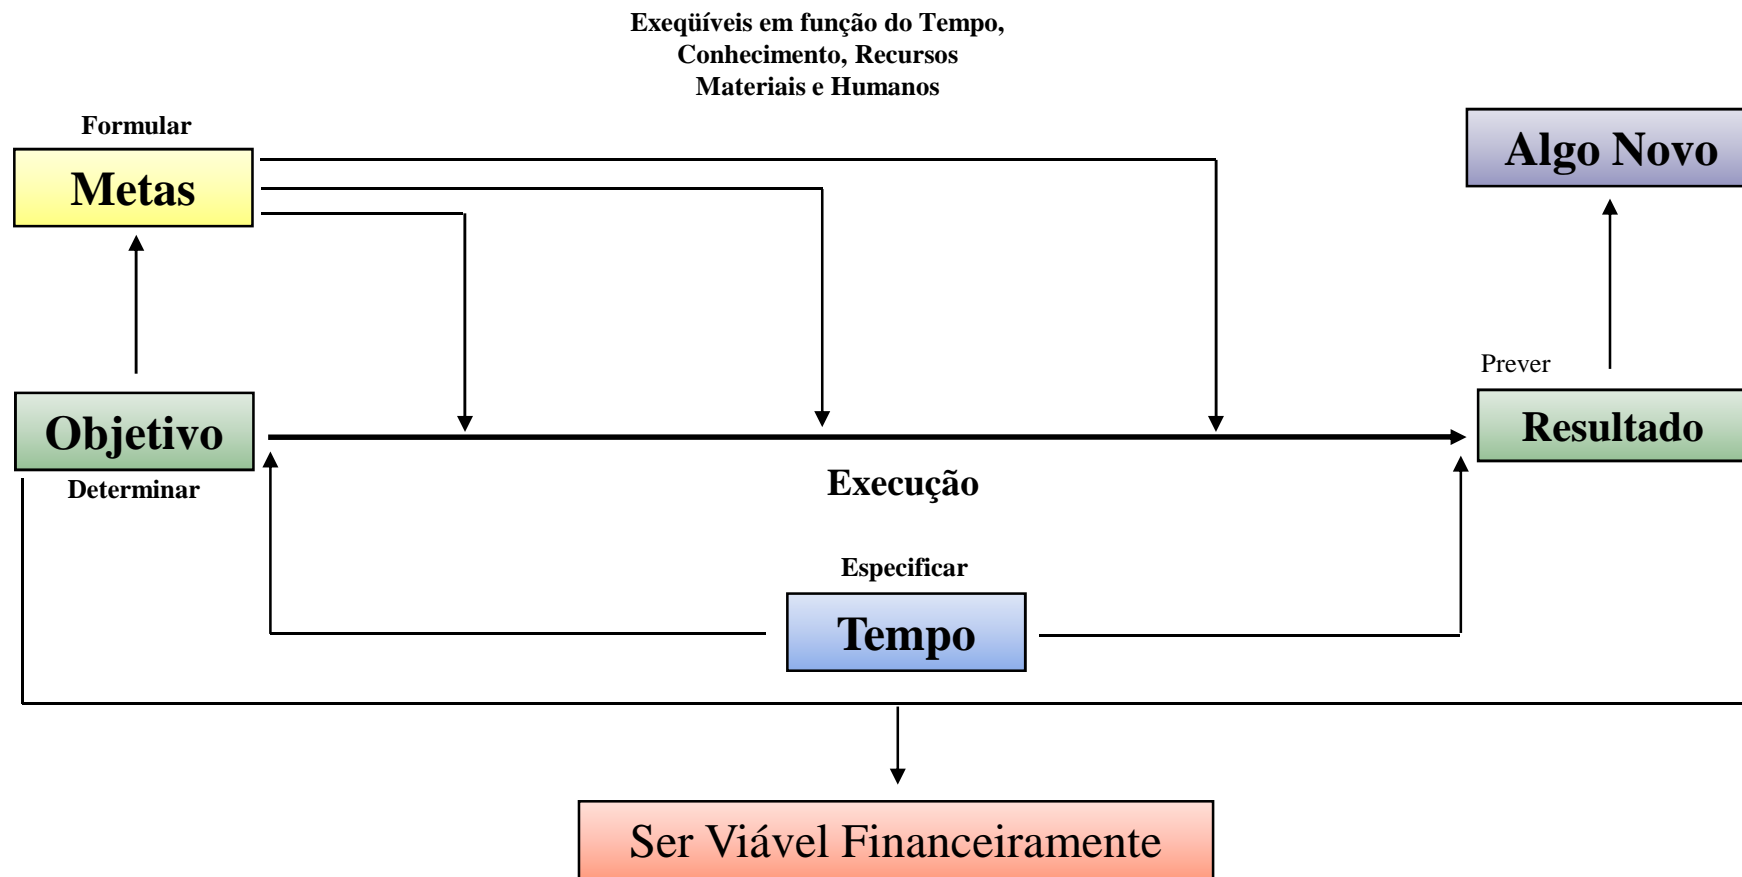 Exeqüíveis em função do Tempo,
Conhecimento, Recursos
Materiais e Humanos
Formular
Metas
Algo Novo
Prever
Objetivo
Resultado
Determinar
Execução
Especificar
Tempo
Ser Viável Financeiramente